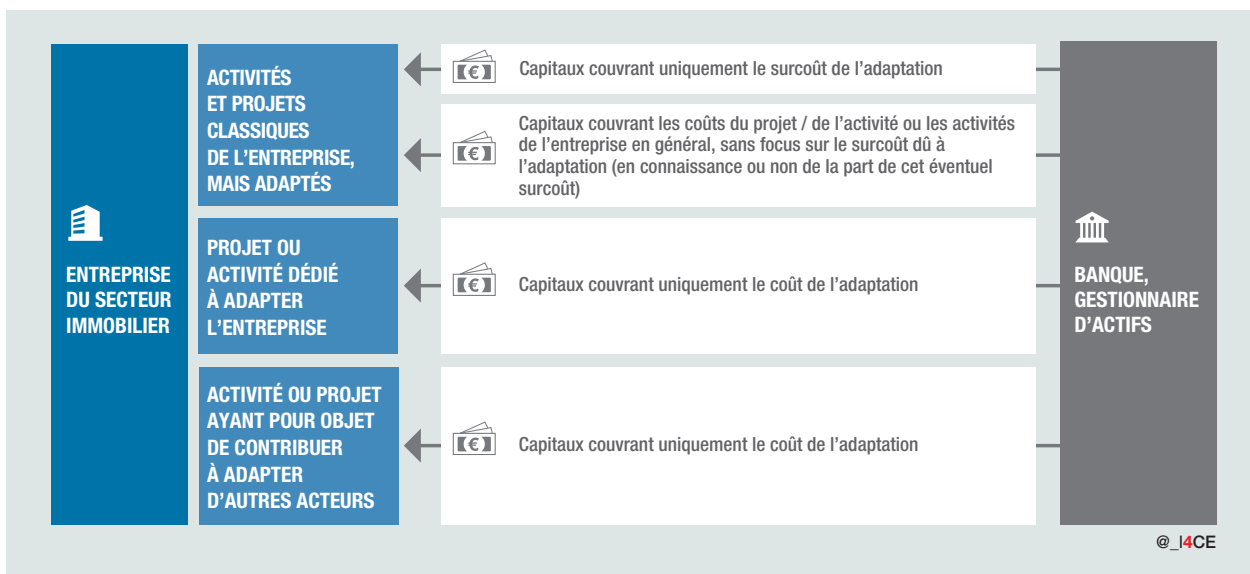 ENTREPRISE
DU SECTEUR
IMMOBILIER
ACTIVITÉS
ET PROJETS
CLASSIQUES
DE L'ENTREPRISE,
MAIS ADAPTÉS
Capitaux couvrant uniquement le surcoût de l'adaptation
Capitaux couvrant les coûts du projet / de l'activité ou les activités
de l'entreprise en général, sans focus sur le surcoût dû à
l'adaptation (en connaissance ou non de la part de cet éventuel
surcoût)
PROJET OU
ACTIVITÉ DÉDIÉ
À ADAPTER
L'ENTREPRISE
Capitaux couvrant uniquement le coût de l'adaptation
ACTIVITÉ OU PROJET
AYANT POUR OBJET
DE CONTRIBUER
À ADAPTER
D'AUTRES ACTEURS
Capitaux couvrant uniquement le coût de l'adaptation
BANQUE,
GESTIONNAIRE
D'ACTIFS
@_I4CE